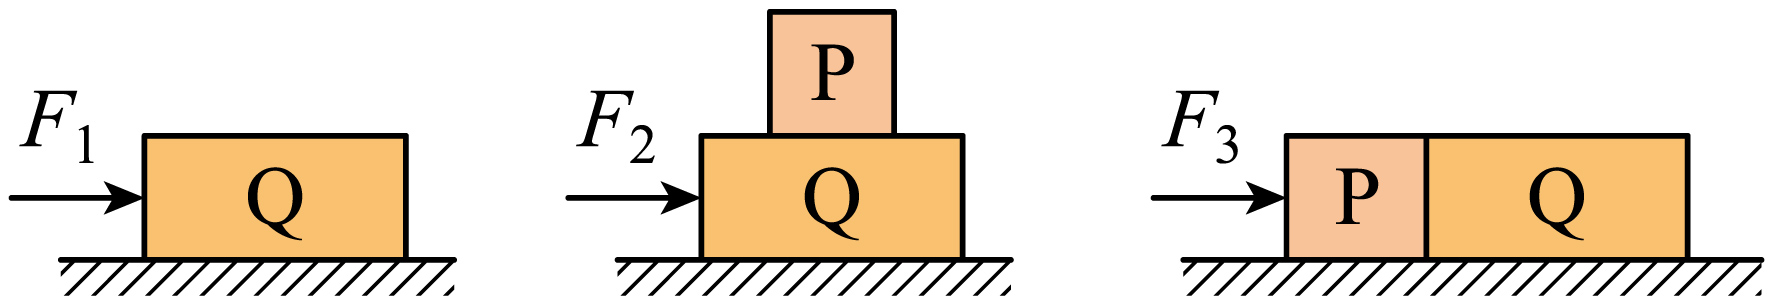 P
F₁ F₂ F₃
Q Q P Q